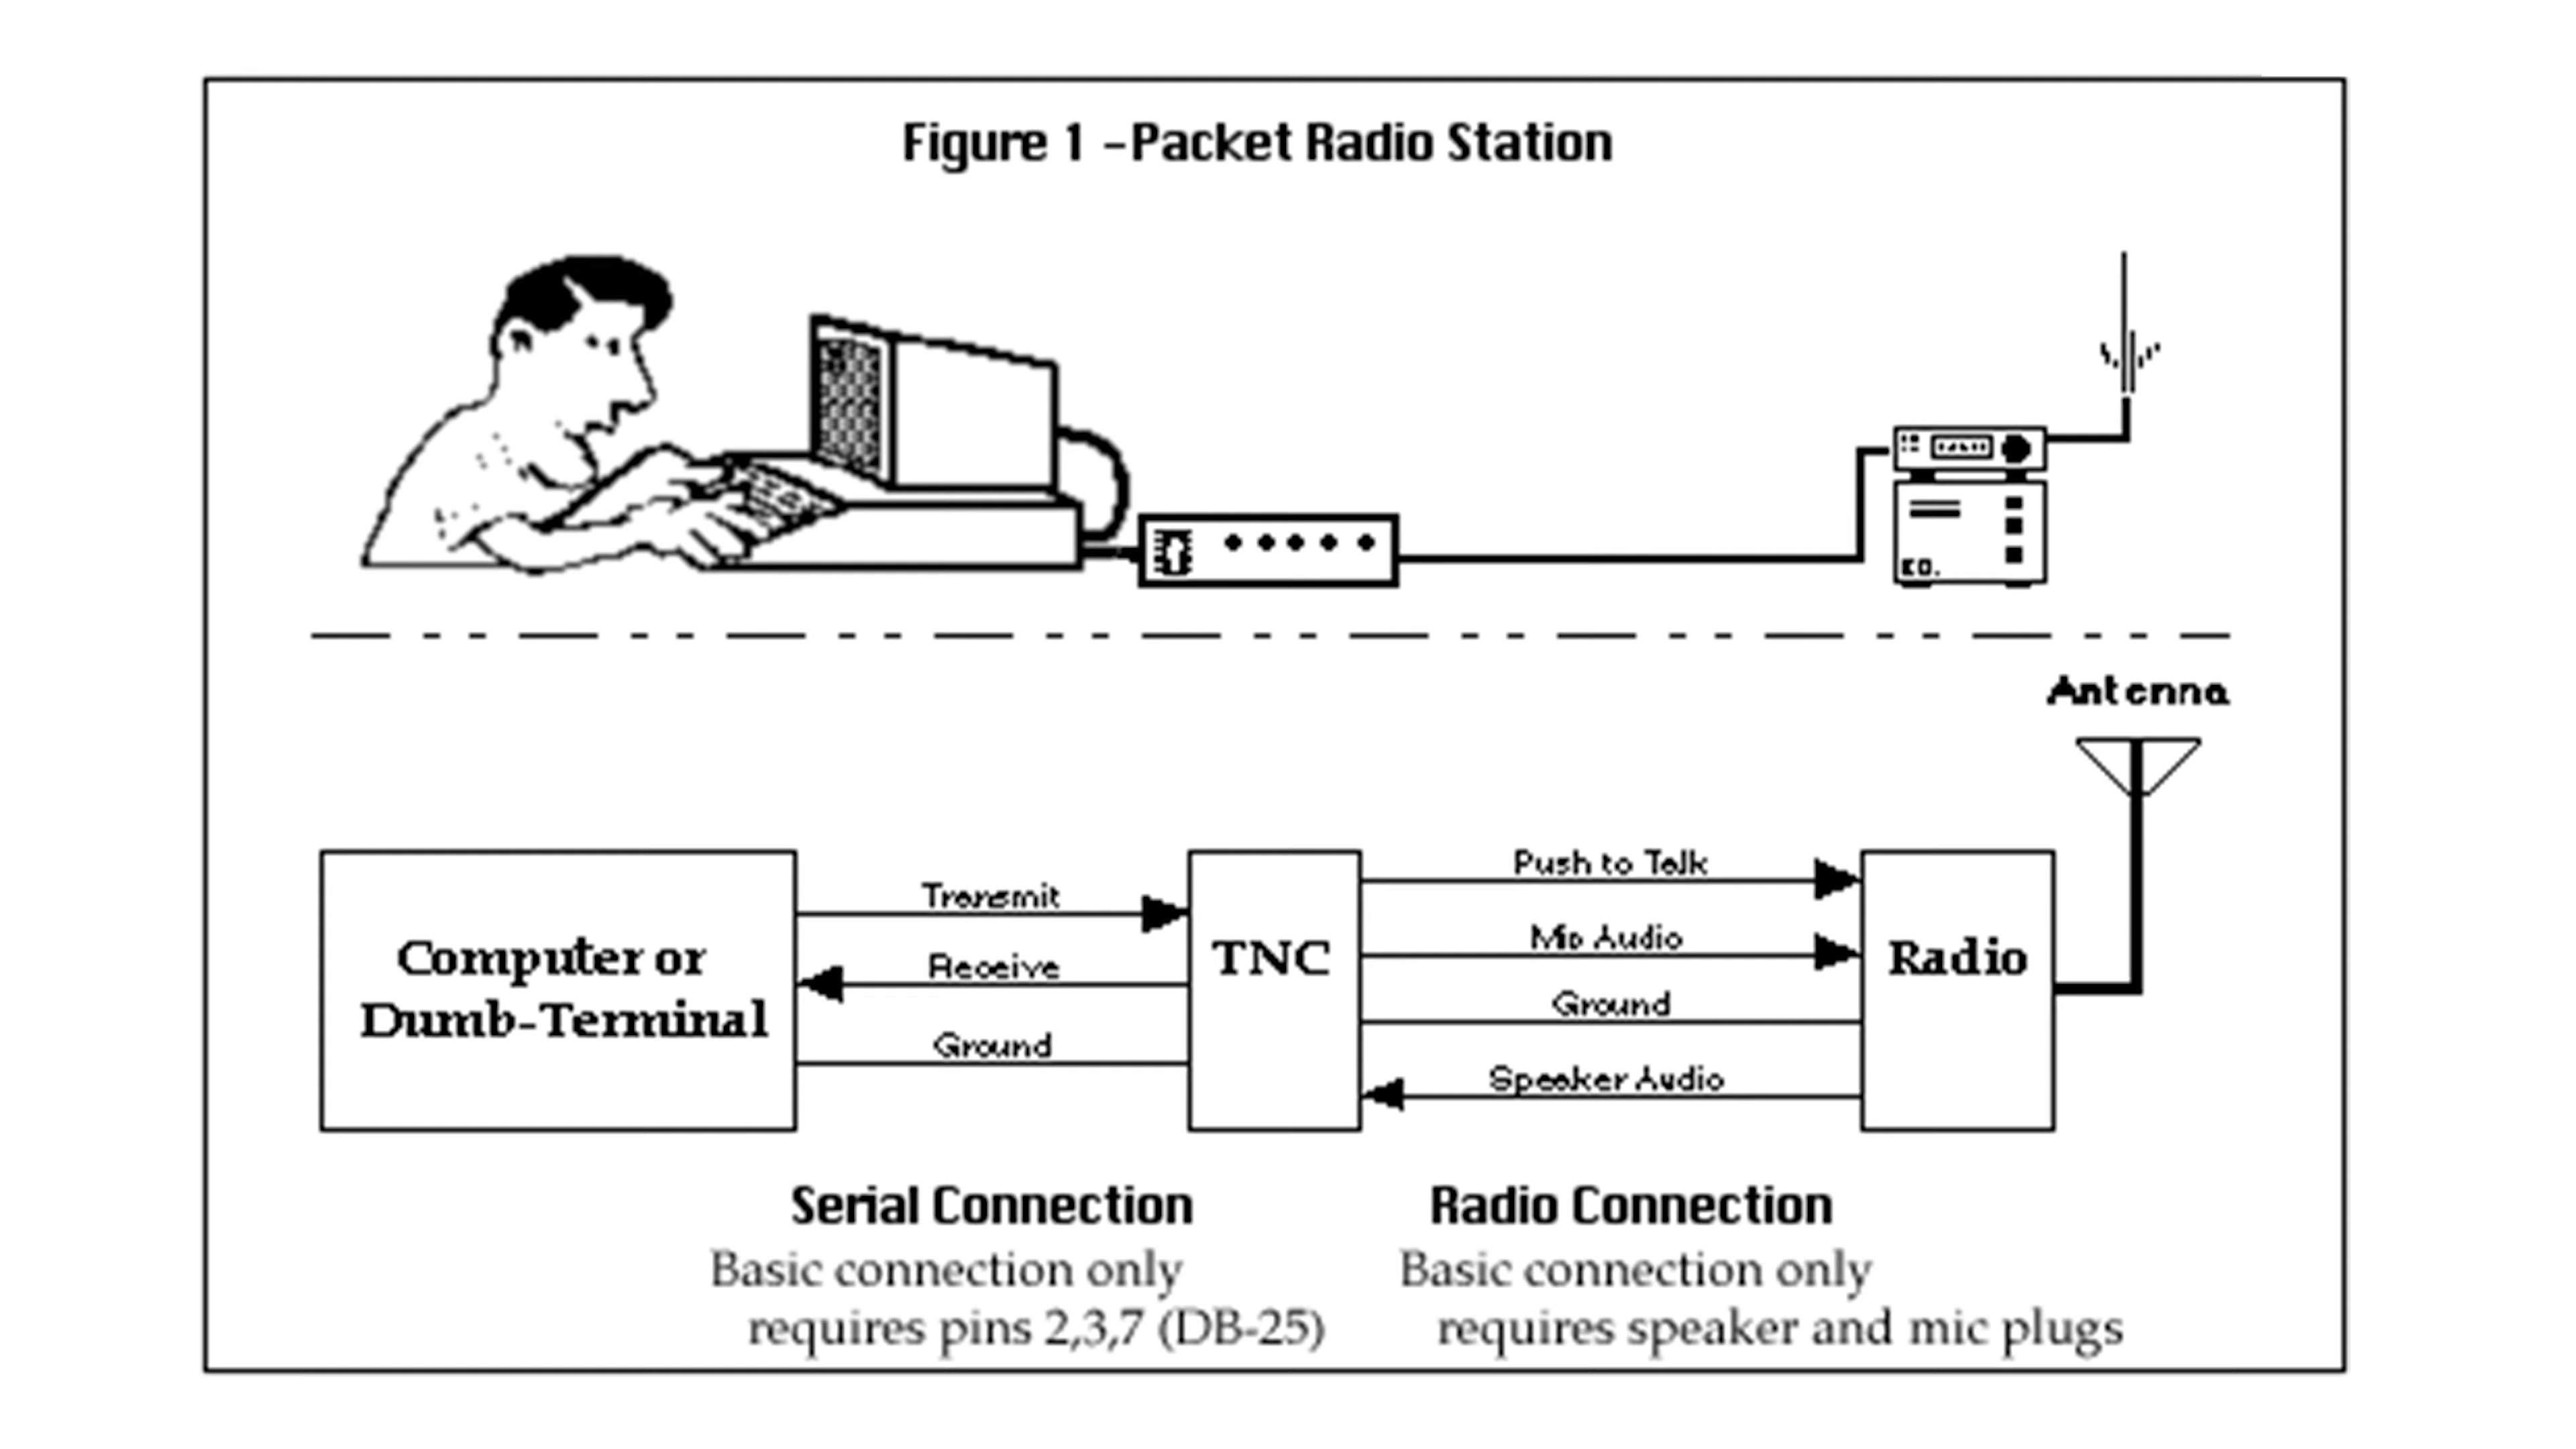 Figure 1 -Packet Radio Station
Antenna
Push to Talk
Transmit
Mic Audio
Computer or
Dumb-Terminal
Receive
TNC
Radio
Ground
Ground
Speaker Audio
Serial Connection
Radio Connection
Basic connection only
requires pins 2,3,7 (DB-25)
Basic connection only
requires speaker and mic plugs